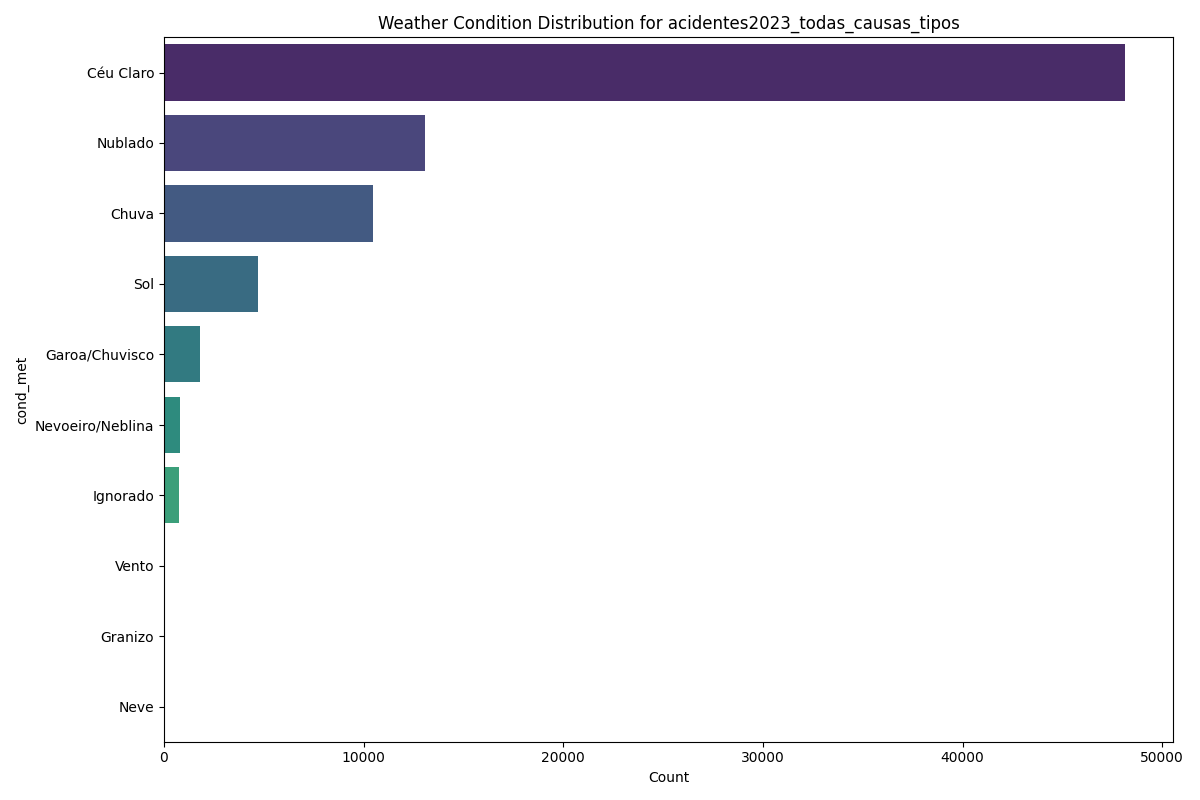 Weather Condition Distribution for acidentes2023_todas_causas_tipos
cond_met
Céu Claro
Nublado
Chuva
Sol
Garoa/Chuvisco
Nevoeiro/Neblina
Ignorado
Vento
Granizo
Neve
0 10000 20000 30000 40000 50000
Count